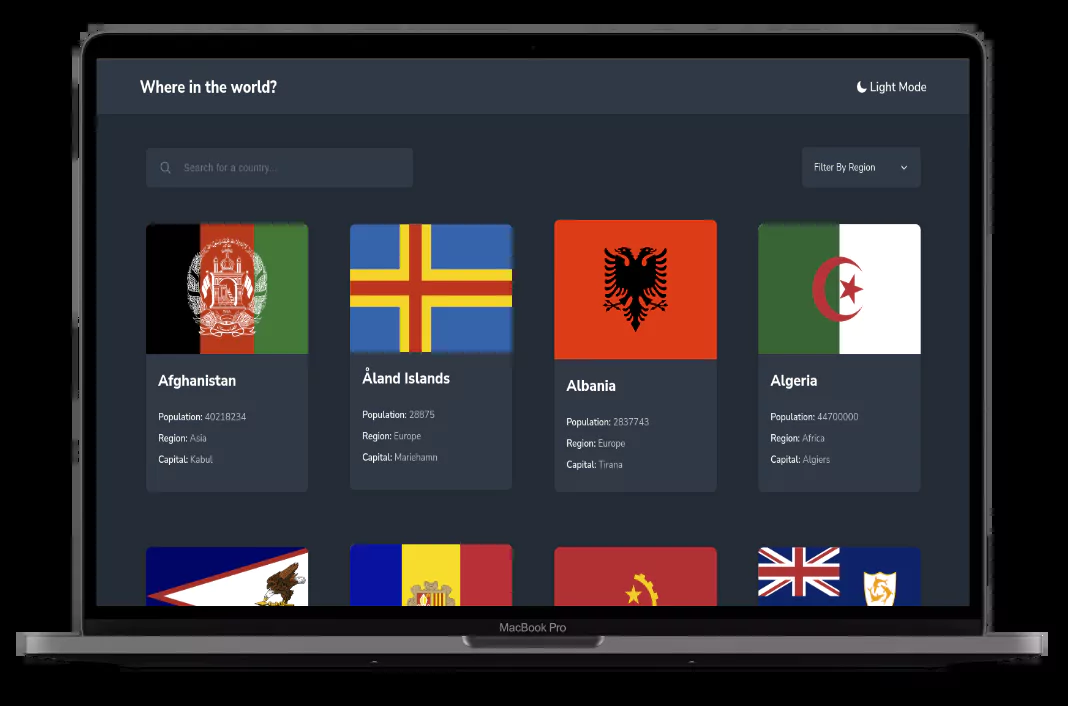 Where in the world?
Light Mode
Search for a country...
Filter By Region
Afghanistan
Population: 40218234
Region: Asia
Capital: Kabul
Åland Islands
Population: 28875
Region: Europe
Capital: Mariehamn
Albania
Population: 2837743
Region: Europe
Capital: Tirana
Algeria
Population: 44700000
Region: Africa
Capital: Algiers
MacBook Pro